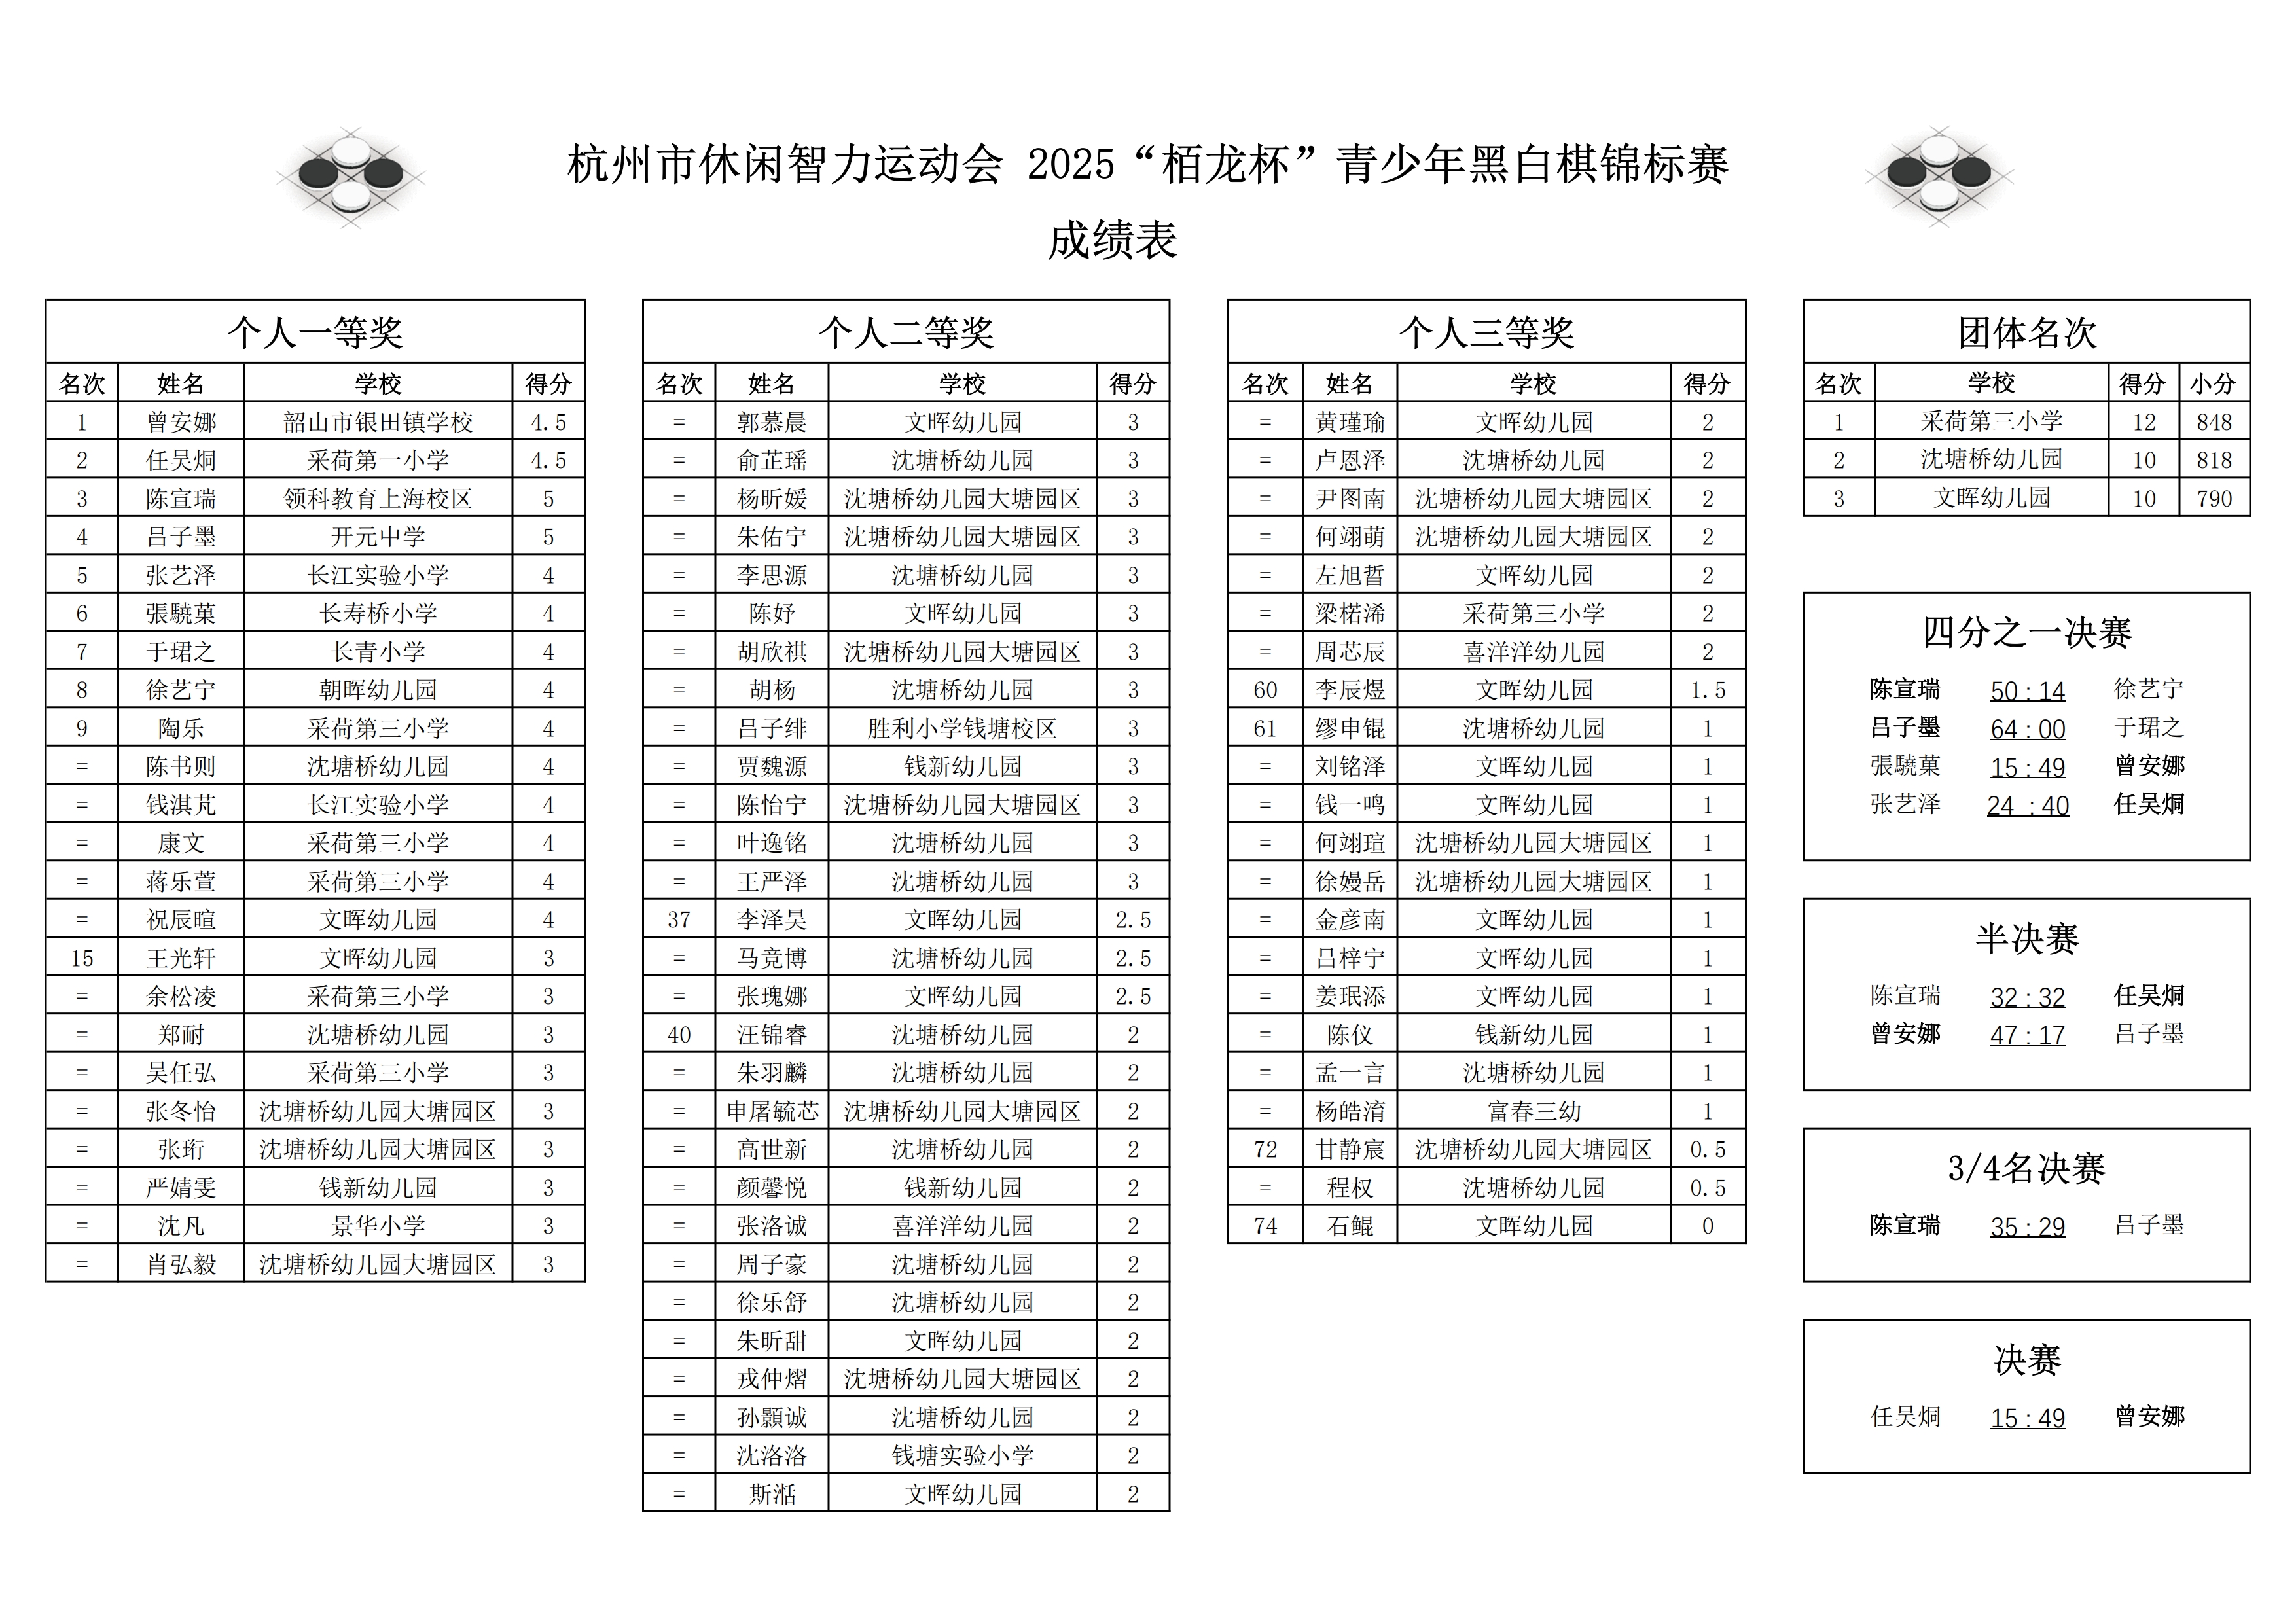 杭州市休闲智力运动会 2025“栢龙杯”青少年黑白棋锦标赛
成绩表
个人一等奖
名次 姓名 学校 得分
1 曾安娜 韶山市银田镇学校 4.5
2 任吴炯 采荷第一小学 4.5
3 陈宣瑞 领科教育上海校区 5
4 吕子墨 开元中学 5
5 张艺泽 长江实验小学 4
6 張驍菓 长寿桥小学 4
7 于珺之 长青小学 4
8 徐艺宁 朝晖幼儿园 4
9 陶乐 采荷第三小学 4
= 陈书则 沈塘桥幼儿园 4
= 钱淇芃 长江实验小学 4
= 康文 采荷第三小学 4
= 蒋乐萱 采荷第三小学 4
= 祝辰暄 文晖幼儿园 4
15 王光轩 文晖幼儿园 3
= 余松凌 采荷第三小学 3
= 郑耐 沈塘桥幼儿园 3
= 吴任弘 采荷第三小学 3
= 张冬怡 沈塘桥幼儿园大塘园区 3
= 张珩 沈塘桥幼儿园大塘园区 3
= 严婧雯 钱新幼儿园 3
= 沈凡 景华小学 3
= 肖弘毅 沈塘桥幼儿园大塘园区 3
个人二等奖
名次 姓名 学校 得分
= 郭慕晨 文晖幼儿园 3
= 俞芷瑶 沈塘桥幼儿园 3
= 杨昕媛 沈塘桥幼儿园大塘园区 3
= 朱佑宁 沈塘桥幼儿园大塘园区 3
= 李思源 沈塘桥幼儿园 3
= 陈妤 文晖幼儿园 3
= 胡欣祺 沈塘桥幼儿园大塘园区 3
= 胡杨 沈塘桥幼儿园 3
= 吕子绯 胜利小学钱塘校区 3
= 贾魏源 钱新幼儿园 3
= 陈怡宁 沈塘桥幼儿园大塘园区 3
= 叶逸铭 沈塘桥幼儿园 3
= 王严泽 沈塘桥幼儿园 3
37 李泽昊 文晖幼儿园 2.5
= 马竞博 沈塘桥幼儿园 2.5
= 张瑰娜 文晖幼儿园 2.5
40 汪锦睿 沈塘桥幼儿园 2
= 朱羽麟 沈塘桥幼儿园 2
= 申屠毓芯 沈塘桥幼儿园大塘园区 2
= 高世新 沈塘桥幼儿园 2
= 颜馨悦 钱新幼儿园 2
= 张洛诚 喜洋洋幼儿园 2
= 周子豪 沈塘桥幼儿园 2
= 徐乐舒 沈塘桥幼儿园 2
= 朱昕甜 文晖幼儿园 2
= 戎仲熠 沈塘桥幼儿园大塘园区 2
= 孙顥诚 沈塘桥幼儿园 2
= 沈洛洛 钱塘实验小学 2
= 斯湉 文晖幼儿园 2
个人三等奖
名次 姓名 学校 得分
= 黄瑾瑜 文晖幼儿园 2
= 卢恩泽 沈塘桥幼儿园 2
= 尹图南 沈塘桥幼儿园大塘园区 2
= 何翊萌 沈塘桥幼儿园大塘园区 2
= 左旭哲 文晖幼儿园 2
= 梁楉浠 采荷第三小学 2
= 周芯辰 喜洋洋幼儿园 2
60 李辰煜 文晖幼儿园 1.5
61 缪申锟 沈塘桥幼儿园 1
= 刘铭泽 文晖幼儿园 1
= 钱一鸣 文晖幼儿园 1
= 何翊瑄 沈塘桥幼儿园大塘园区 1
= 徐嫚岳 沈塘桥幼儿园大塘园区 1
= 金彦南 文晖幼儿园 1
= 吕梓宁 文晖幼儿园 1
= 姜珉添 文晖幼儿园 1
= 陈仪 钱新幼儿园 1
= 孟一言 沈塘桥幼儿园 1
= 杨皓淯 富春三幼 1
72 甘静宸 沈塘桥幼儿园大塘园区 0.5
= 程权 沈塘桥幼儿园 0.5
74 石鲲 文晖幼儿园 0
团体名次
名次 学校 得分 小分
1 采荷第三小学 12 848
2 沈塘桥幼儿园 10 818
3 文晖幼儿园 10 790
四分之一决赛
陈宣瑞 50 : 14 徐艺宁
吕子墨 64 : 00 于珺之
張驍菓 15 : 49 曾安娜
张艺泽 24 : 40 任吴炯
半决赛
陈宣瑞 32 : 32 任吴炯
曾安娜 47 : 17 吕子墨
3/4名决赛
陈宣瑞 35 : 29 吕子墨
决赛
任吴炯 15 : 49 曾安娜